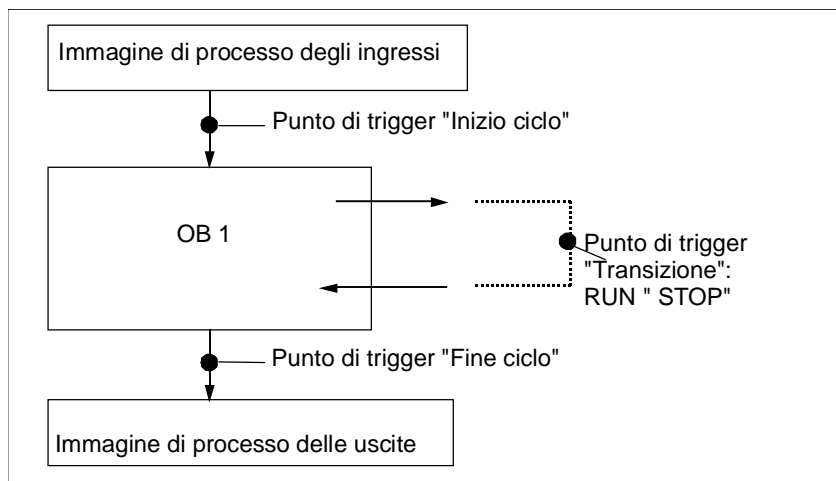 Immagine di processo degli ingressi
Punto di trigger "Inizio ciclo"
OB 1
Punto di trigger
"Transizione":
RUN " STOP"
Punto di trigger "Fine ciclo"
Immagine di processo delle uscite